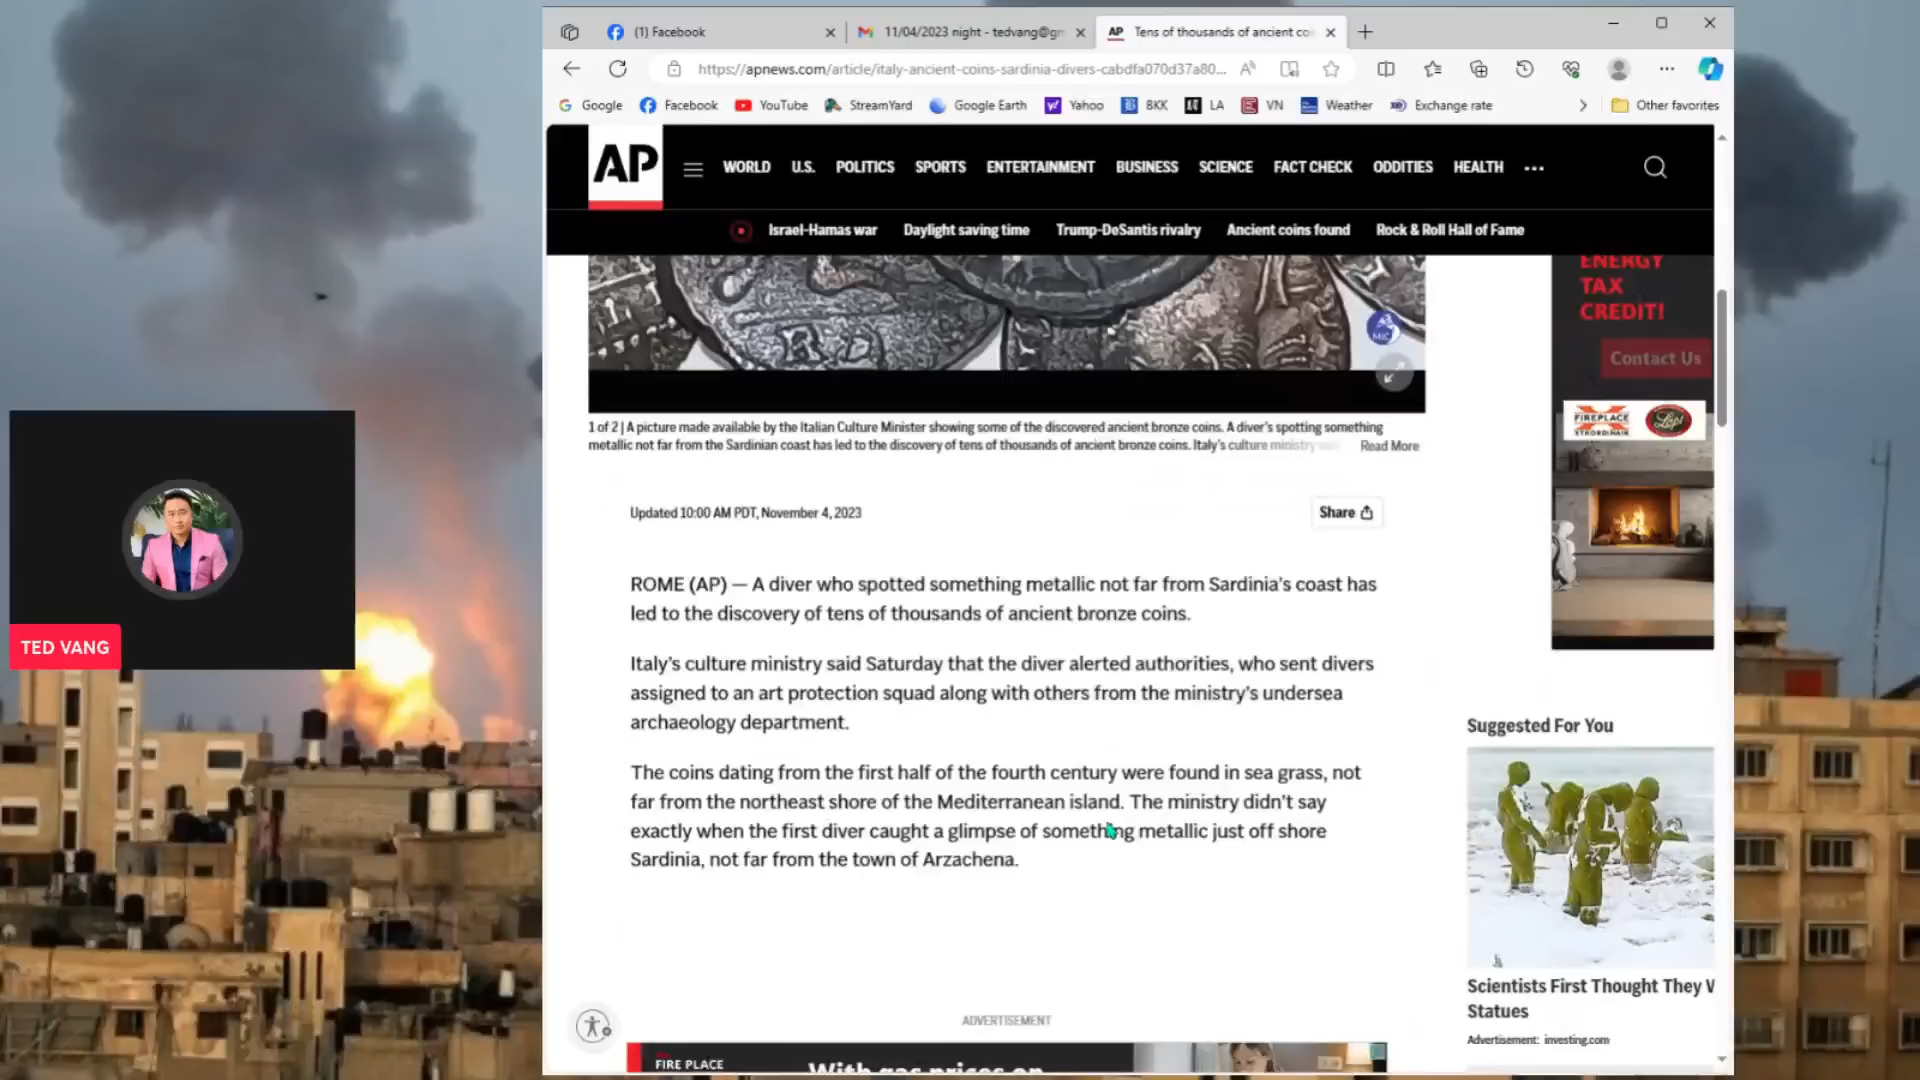 (1) Facebook
11/04/2023 night - tedvang@gm
AP Tens of thousands of ancient coi
https://apnews.com/article/italy-ancient-coins-sardinia-divers-cabdfa070d37a80...
Google
Facebook
YouTube
StreamYard
Google Earth
Yahoo
BKK
LA
VN
Weather
Exchange rate
Other favorites
AP
WORLD
U.S.
POLITICS
SPORTS
ENTERTAINMENT
BUSINESS
SCIENCE
FACT CHECK
ODDITIES
HEALTH
Israel-Hamas war
Daylight saving time
Trump-DeSantis rivalry
Ancient coins found
Rock & Roll Hall of Fame
ENERGY
TAX
CREDIT!
Contact Us
FIREPLACE
XTRORDINAIR
Lopi
MIC
1 of 2 | A picture made available by the Italian Culture Minister showing some of the discovered ancient bronze coins. A diver's spotting something
metallic not far from the Sardinian coast has led to the discovery of tens of thousands of ancient bronze coins. Italy's culture ministry
Read More
Updated 10:00 AM PDT, November 4, 2023
Share
ROME (AP) — A diver who spotted something metallic not far from Sardinia's coast has
led to the discovery of tens of thousands of ancient bronze coins.
Italy's culture ministry said Saturday that the diver alerted authorities, who sent divers
assigned to an art protection squad along with others from the ministry's undersea
archaeology department.
The coins dating from the first half of the fourth century were found in sea grass, not
far from the northeast shore of the Mediterranean island. The ministry didn't say
exactly when the first diver caught a glimpse of something metallic just off shore
Sardinia, not far from the town of Arzachena.
TED VANG
Suggested For You
Scientists First Thought They W
Statues
Advertisement: investing.com
ADVERTISEMENT
FIRE PLACE
With gas prices on